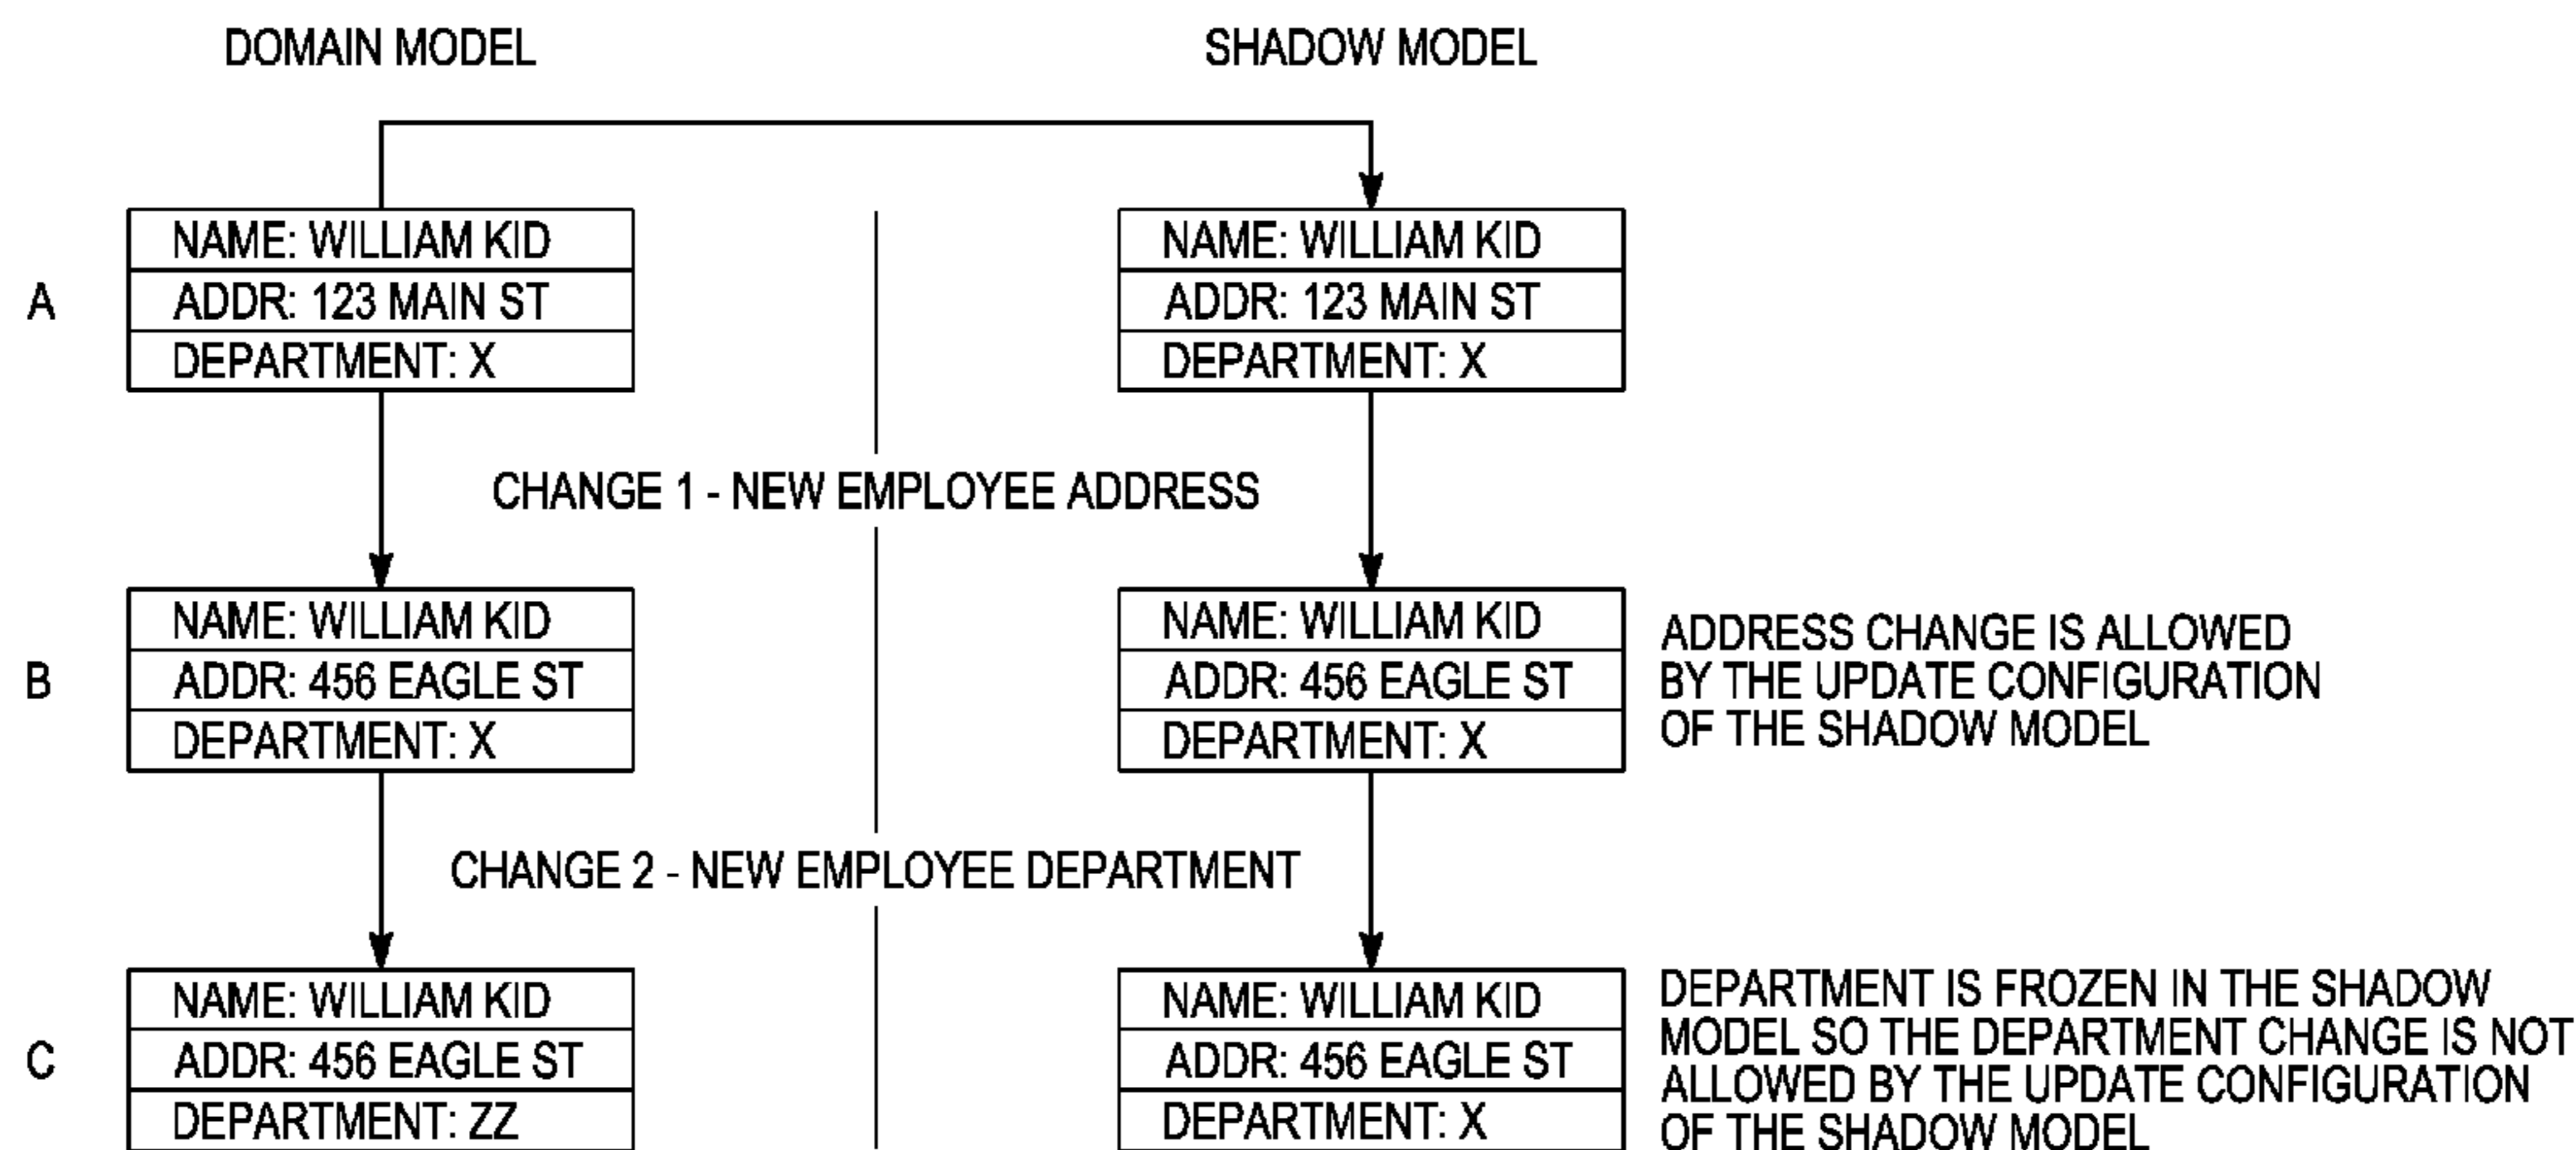 DOMAIN MODEL
SHADOW MODEL
A
NAME: WILLIAM KID
ADDR: 123 MAIN ST
DEPARTMENT: X
NAME: WILLIAM KID
ADDR: 123 MAIN ST
DEPARTMENT: X
CHANGE 1 - NEW EMPLOYEE ADDRESS
B
NAME: WILLIAM KID
ADDR: 456 EAGLE ST
DEPARTMENT: X
NAME: WILLIAM KID
ADDR: 456 EAGLE ST
DEPARTMENT: X
ADDRESS CHANGE IS ALLOWED
BY THE UPDATE CONFIGURATION
OF THE SHADOW MODEL
CHANGE 2 - NEW EMPLOYEE DEPARTMENT
C
NAME: WILLIAM KID
ADDR: 456 EAGLE ST
DEPARTMENT: ZZ
NAME: WILLIAM KID
ADDR: 456 EAGLE ST
DEPARTMENT: X
DEPARTMENT IS FROZEN IN THE SHADOW
MODEL SO THE DEPARTMENT CHANGE IS NOT
ALLOWED BY THE UPDATE CONFIGURATION
OF THE SHADOW MODEL